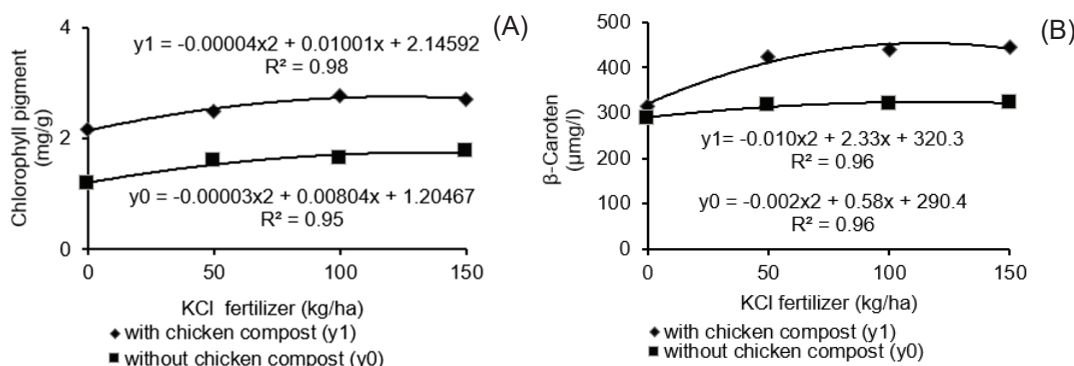 (A)
4
y1 = -0.00004x2 + 0.01001x + 2.14592
R² = 0.98
Chlorophyll pigment
(mg/g)
2
y0 = -0.00003x2 + 0.00804x + 1.20467
R² = 0.95
0
0 50 100 150
KCl fertilizer (kg/ha)
with chicken compost (y1)
without chicken compost (y0)
(B)
500
400
300
200
100
0
β-Caroten
(µmg/l)
y1= -0.010x2 + 2.33x + 320.3
R² = 0.96
y0 = -0.002x2 + 0.58x + 290.4
R² = 0.96
0 50 100 150
KCl fertilizer (kg/ha)
with chicken compost (y1)
without chicken compost (y0)